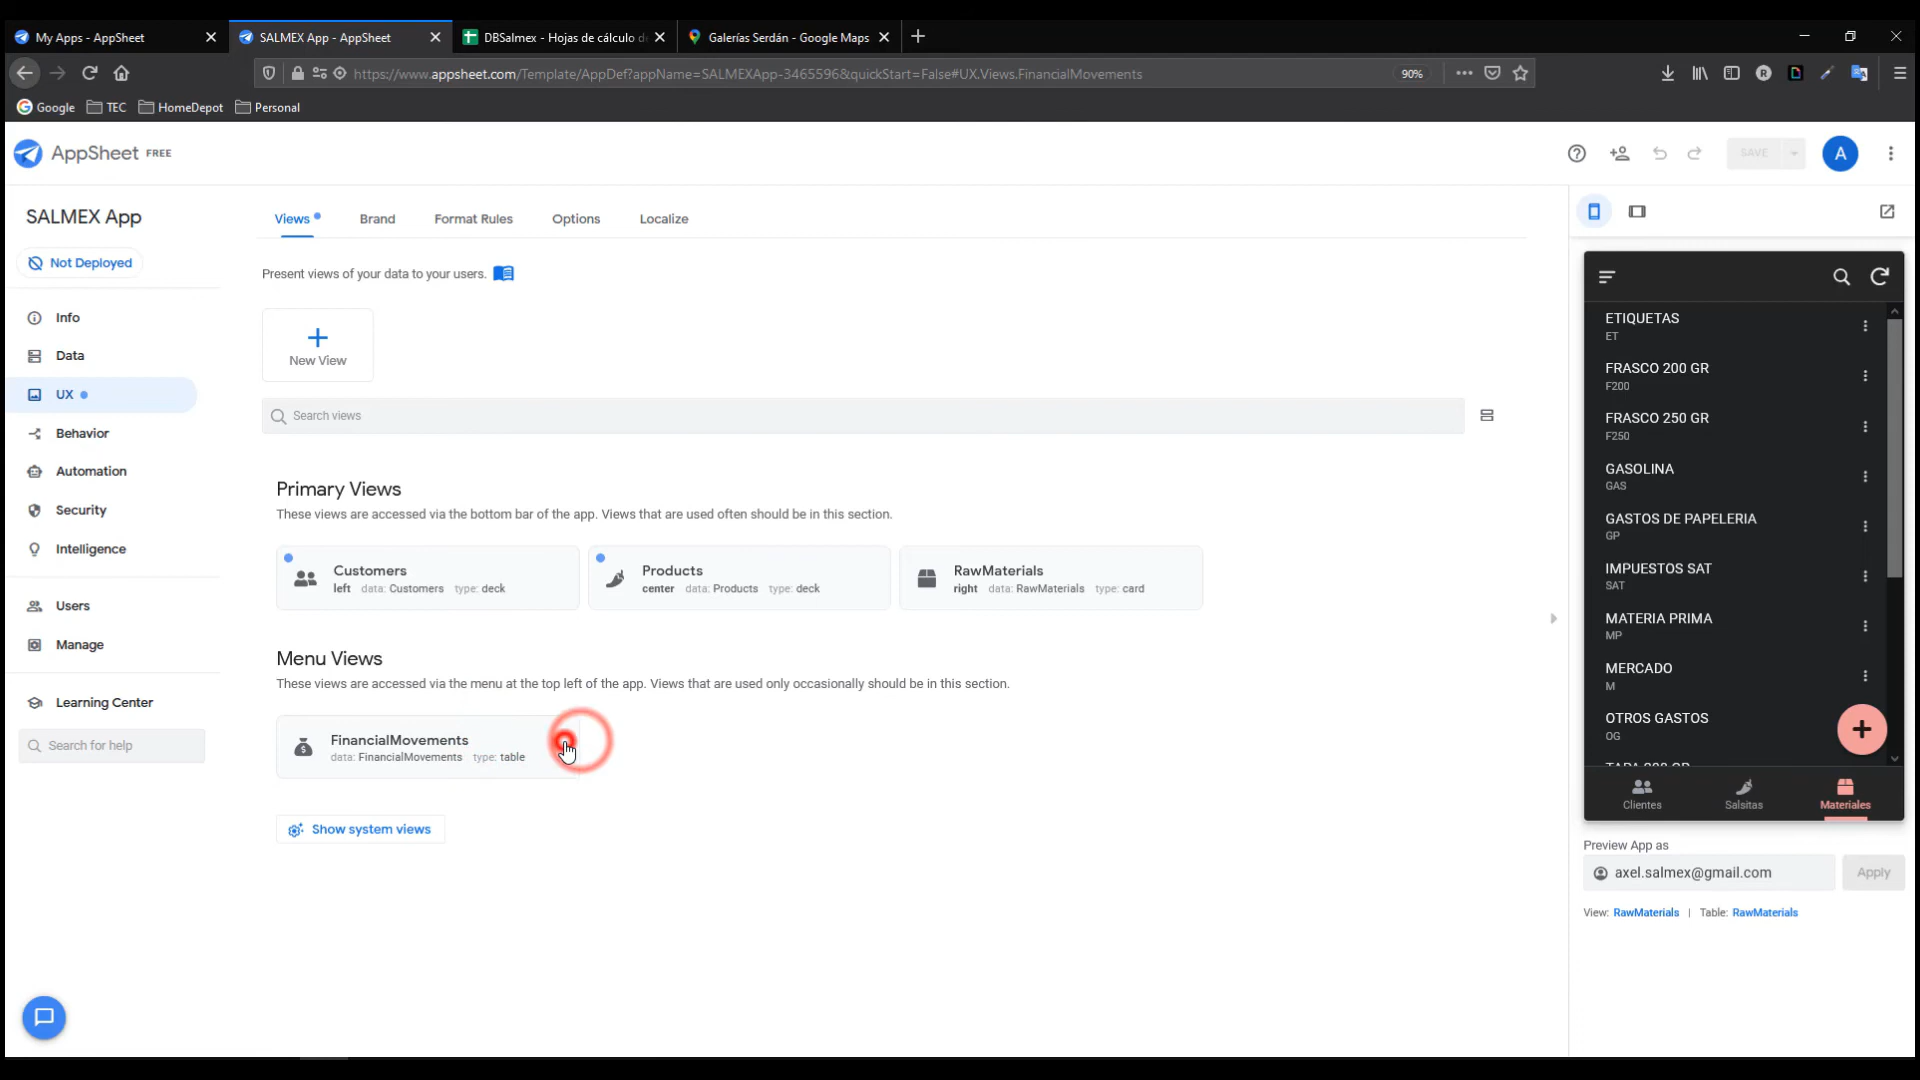 My Apps - AppSheet
SALMEX App - AppSheet
DBSalmex - Hojas de cálculo d
Galerías Serdán - Google Maps
https://www.appsheet.com/Template/AppDef?appName=SALMEXApp-3465596&quickStart=False#UX.Views.FinancialMovements
90%
Google
TEC
HomeDepot
Personal
AppSheet FREE
SAVE
A
SALMEX App
Not Deployed
Info
Data
UX
Behavior
Automation
Security
Intelligence
Users
Manage
Learning Center
Search for help
Views
Brand
Format Rules
Options
Localize
Present views of your data to your users.
New View
Search views
Primary Views
These views are accessed via the bottom bar of the app. Views that are used often should be in this section.
Customers
left data: Customers type: deck
Products
center data: Products type: deck
RawMaterials
right data: RawMaterials type: card
Menu Views
These views are accessed via the menu at the top left of the app. Views that are used only occasionally should be in this section.
FinancialMovements
data: FinancialMovements type: table
Show system views
ETIQUETAS
ET
FRASCO 200 GR
F200
FRASCO 250 GR
F250
GASOLINA
GAS
GASTOS DE PAPELERIA
GP
IMPUESTOS SAT
SAT
MATERIA PRIMA
MP
MERCADO
M
OTROS GASTOS
OG
Clientes
Salsitas
Materiales
Preview App as
axel.salmex@gmail.com
Apply
View: RawMaterials | Table: RawMaterials